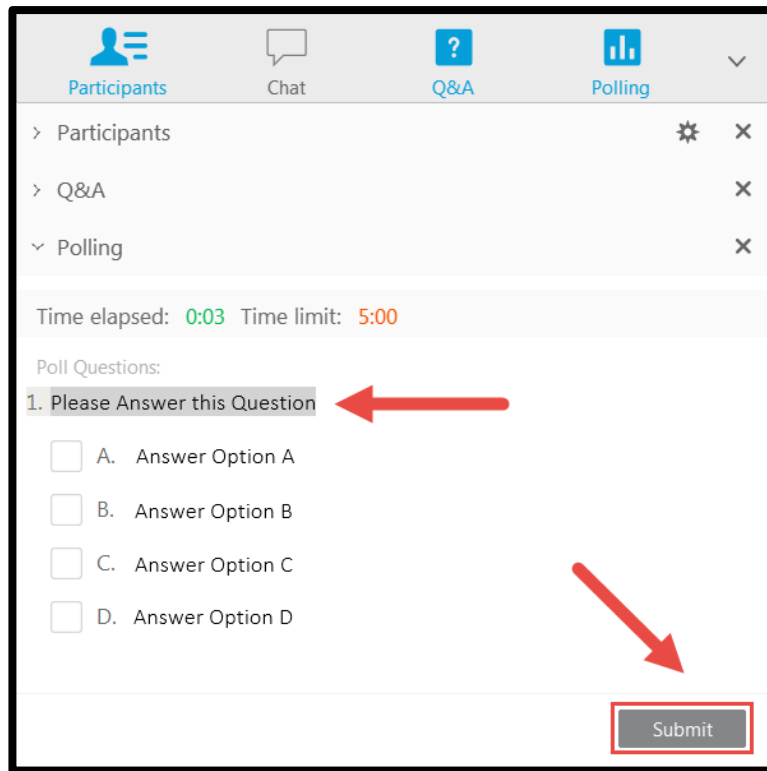 Participants Chat Q&A Polling
Participants
Q&A
Polling
Time elapsed: 0:03 Time limit: 5:00
Poll Questions:
1. Please Answer this Question
A. Answer Option A
B. Answer Option B
C. Answer Option C
D. Answer Option D
Submit